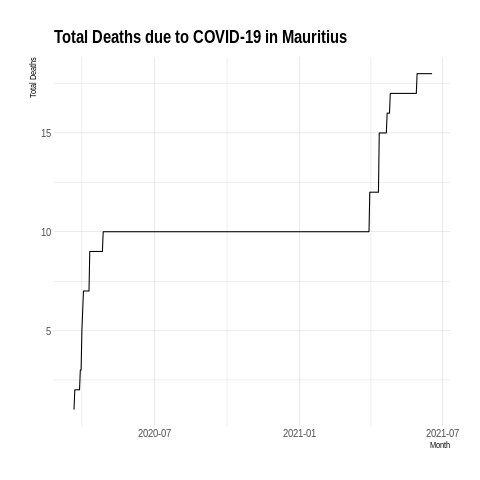 Total Deaths due to COVID-19 in Mauritius
Total Deaths
15
10
5
2020-07
2021-01
2021-07
Month